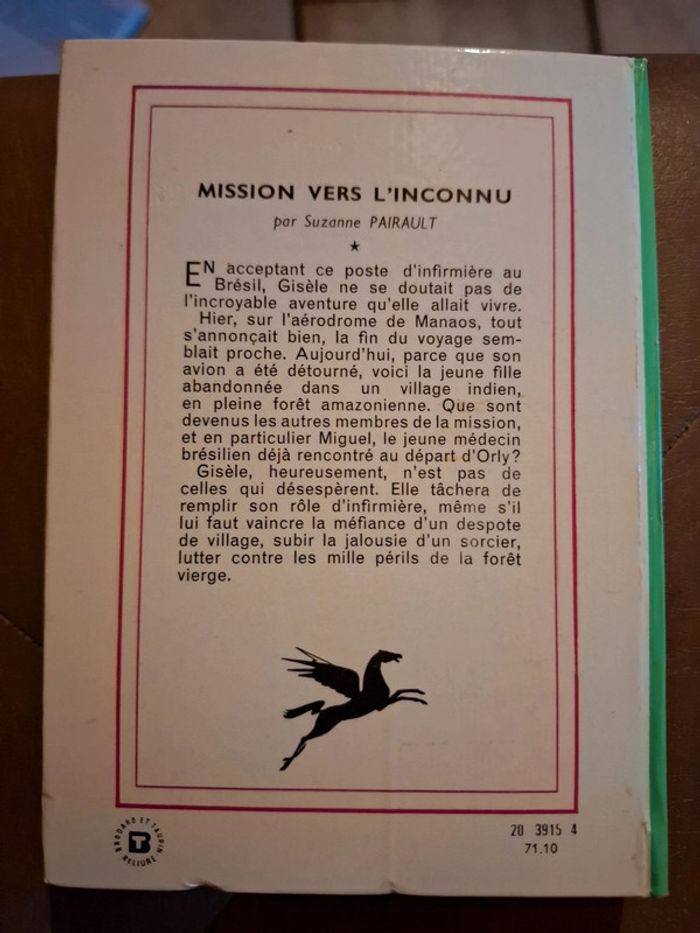 MISSION VERS L'INCONNU
par Suzanne PAIRAULT
EN acceptant ce poste d'infirmière au
Brésil, Gisèle ne se doutait pas de
l'incroyable aventure qu'elle allait vivre.
Hier, sur l'aérodrome de Manaos, tout
s'annonçait bien, la fin du voyage sem-
blait proche. Aujourd'hui, parce que son
avion a été détourné, voici la jeune fille
abandonnée dans un village indien,
en pleine forêt amazonienne. Que sont
devenus les autres membres de la mission,
et en particulier Miguel, le jeune médecin
brésilien déjà rencontré au départ d'Orly?
Gisèle, heureusement, n'est pas de
celles qui désespèrent. Elle tâchera de
remplir son rôle d'infirmière, même s'il
lui faut vaincre la méfiance d'un despote
de village, subir la jalousie d'un sorcier,
lutter contre les mille périls de la forêt
vierge.
BRODARD ET TAUPIN
BT
RELIURE
20 3915 4
71.10